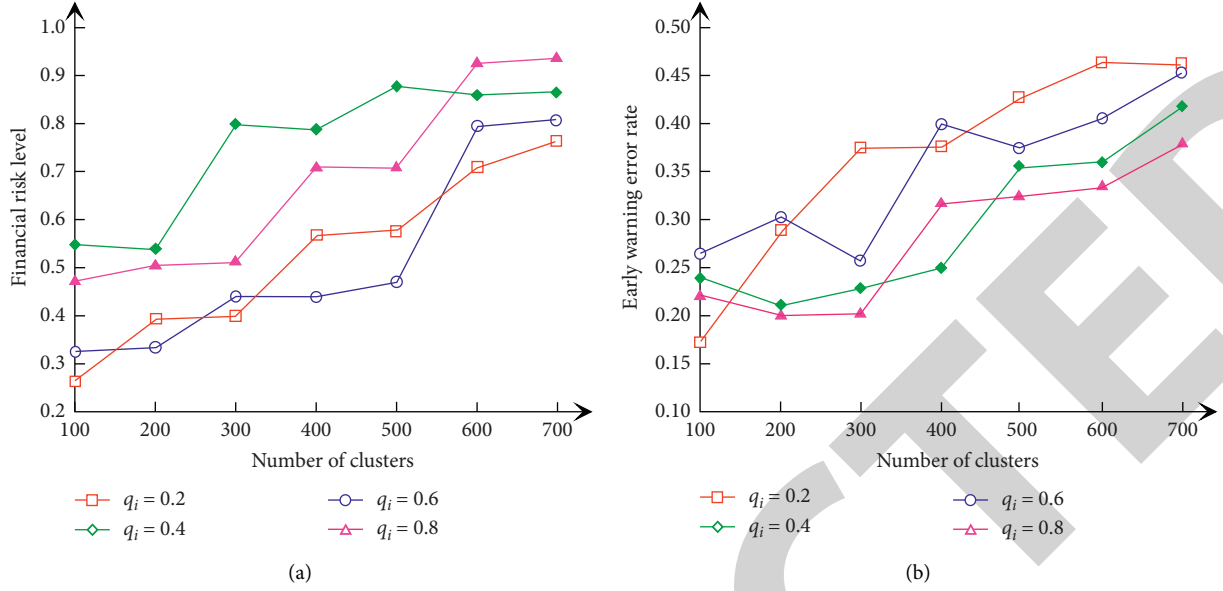 1.0
0.9
0.8
0.7
0.6
0.5
0.4
0.3
0.2
Financial risk level
100 200 300 400 500 600 700
Number of clusters
q_i = 0.2
q_i = 0.6
q_i = 0.4
q_i = 0.8
(a)
0.50
0.45
0.40
0.35
0.30
0.25
0.20
0.15
0.10
Early warning error rate
100 200 300 400 500 600 700
Number of clusters
q_i = 0.2
q_i = 0.6
q_i = 0.4
q_i = 0.8
(b)
CTED